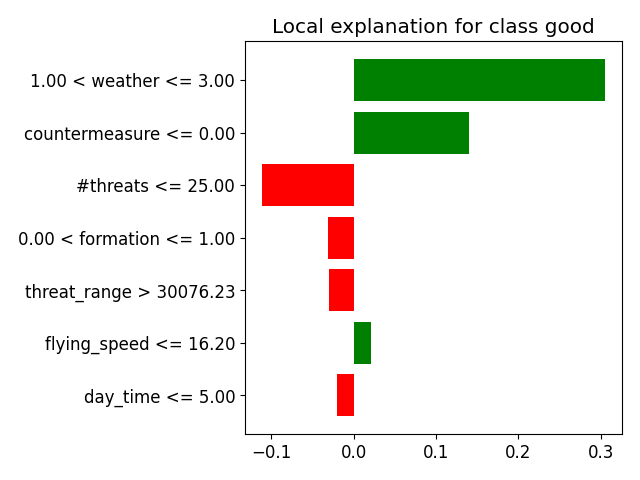 Local explanation for class good
1.00 < weather <= 3.00
countermeasure <= 0.00
#threats <= 25.00
0.00 < formation <= 1.00
threat_range > 30076.23
flying_speed <= 16.20
day_time <= 5.00
−0.1 0.0 0.1 0.2 0.3